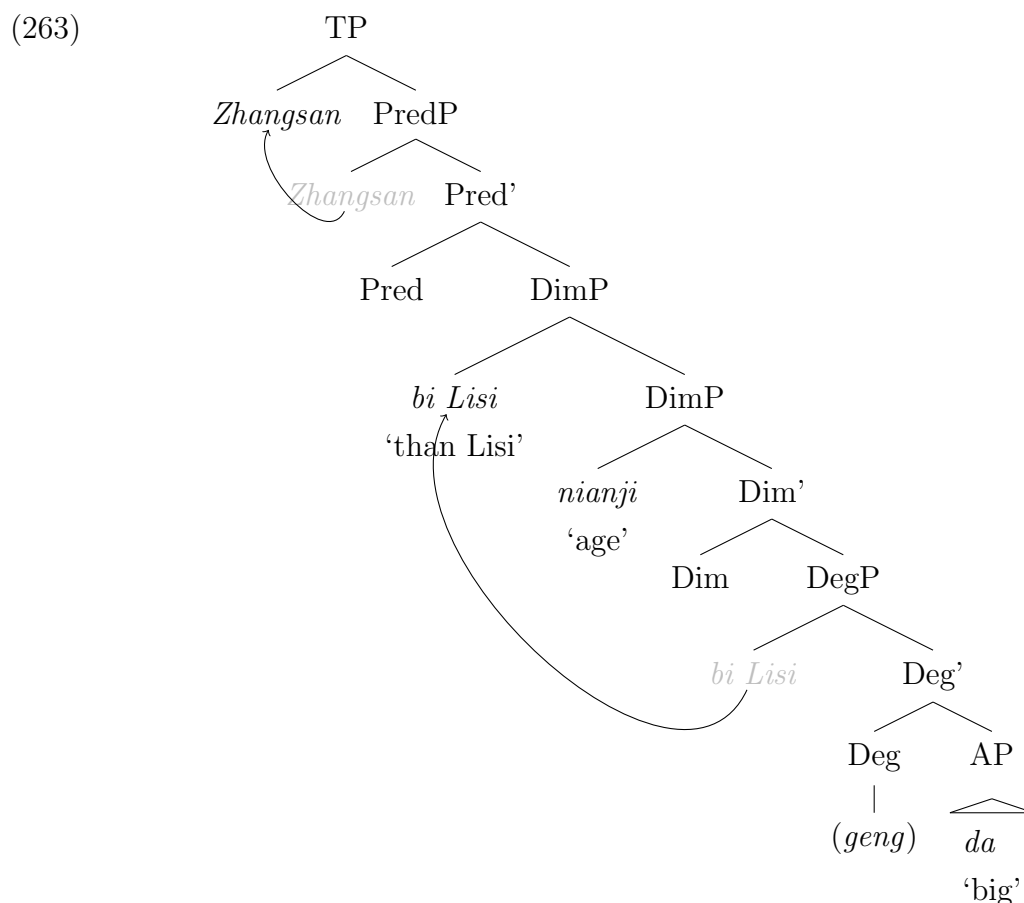 (263) TP
Zhangsan PredP
Zhangsan Pred'
Pred DimP
bi Lisi DimP
‘than Lisi’
nianji Dim'
‘age’
Dim DegP
bi Lisi Deg'
Deg AP
(geng) da
‘big’